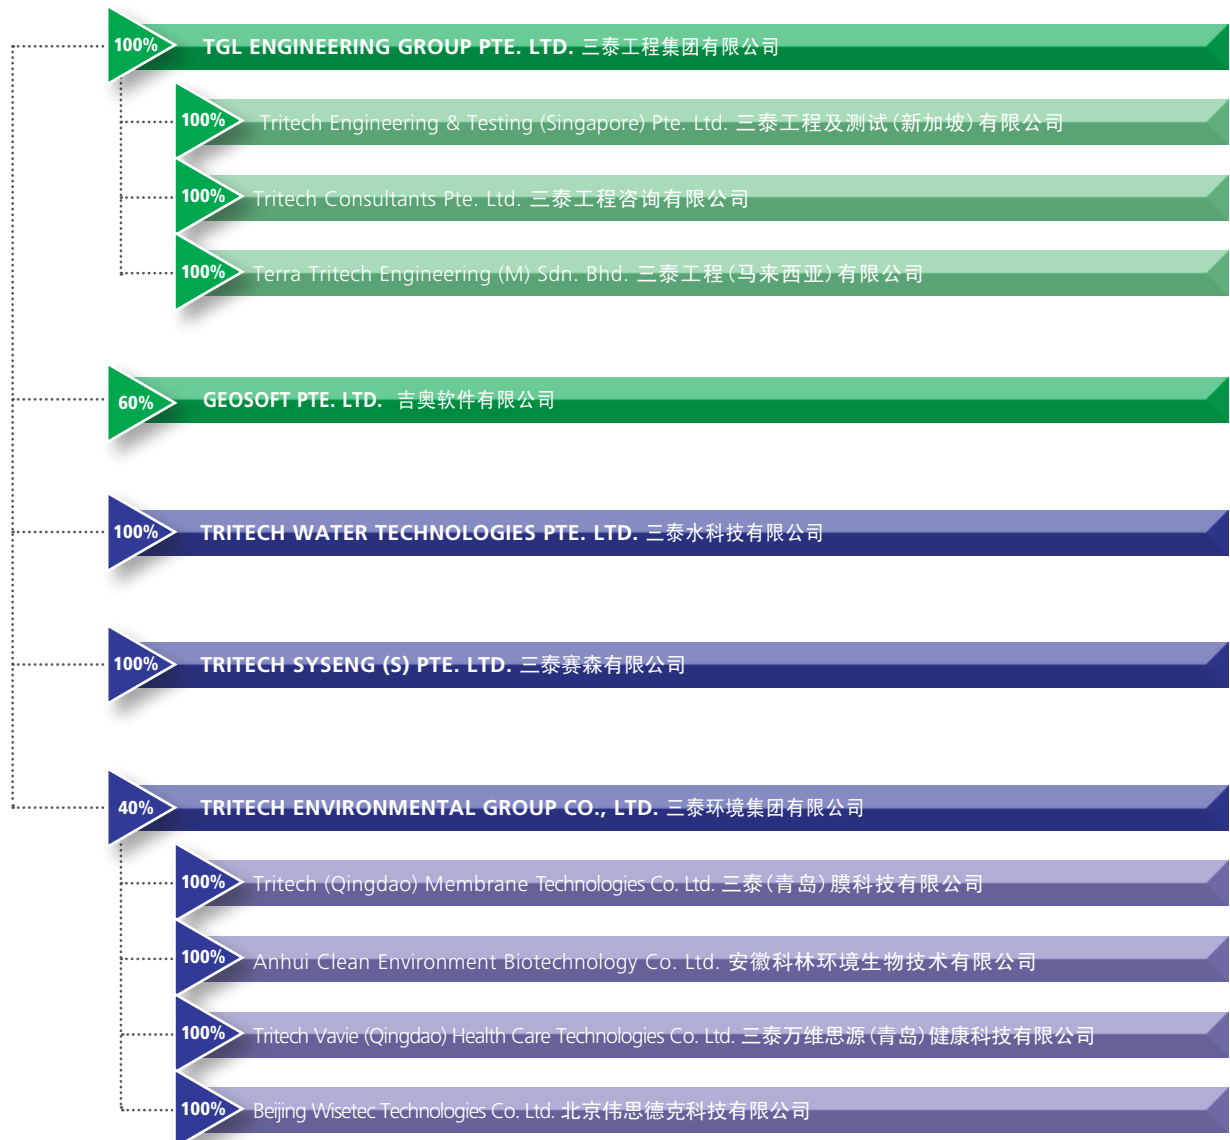 100% TGL ENGINEERING GROUP PTE. LTD. 三泰工程集团有限公司
100% Tritech Engineering & Testing (Singapore) Pte. Ltd. 三泰工程及测试(新加坡)有限公司
100% Tritech Consultants Pte. Ltd. 三泰工程咨询有限公司
100% Terra Tritech Engineering (M) Sdn. Bhd. 三泰工程(马来西亚)有限公司
60% GEOSOFT PTE. LTD. 吉奥软件有限公司
100% TRITECH WATER TECHNOLOGIES PTE. LTD. 三泰水科技有限公司
100% TRITECH SYSENG (S) PTE. LTD. 三泰赛森有限公司
40% TRITECH ENVIRONMENTAL GROUP CO., LTD. 三泰环境集团有限公司
100% Tritech (Qingdao) Membrane Technologies Co. Ltd. 三泰(青岛)膜科技有限公司
100% Anhui Clean Environment Biotechnology Co. Ltd. 安徽科林环境生物技术有限公司
100% Tritech Vavie (Qingdao) Health Care Technologies Co. Ltd. 三泰万维思源(青岛)健康科技有限公司
100% Beijing Wisetec Technologies Co. Ltd. 北京伟思德克科技有限公司